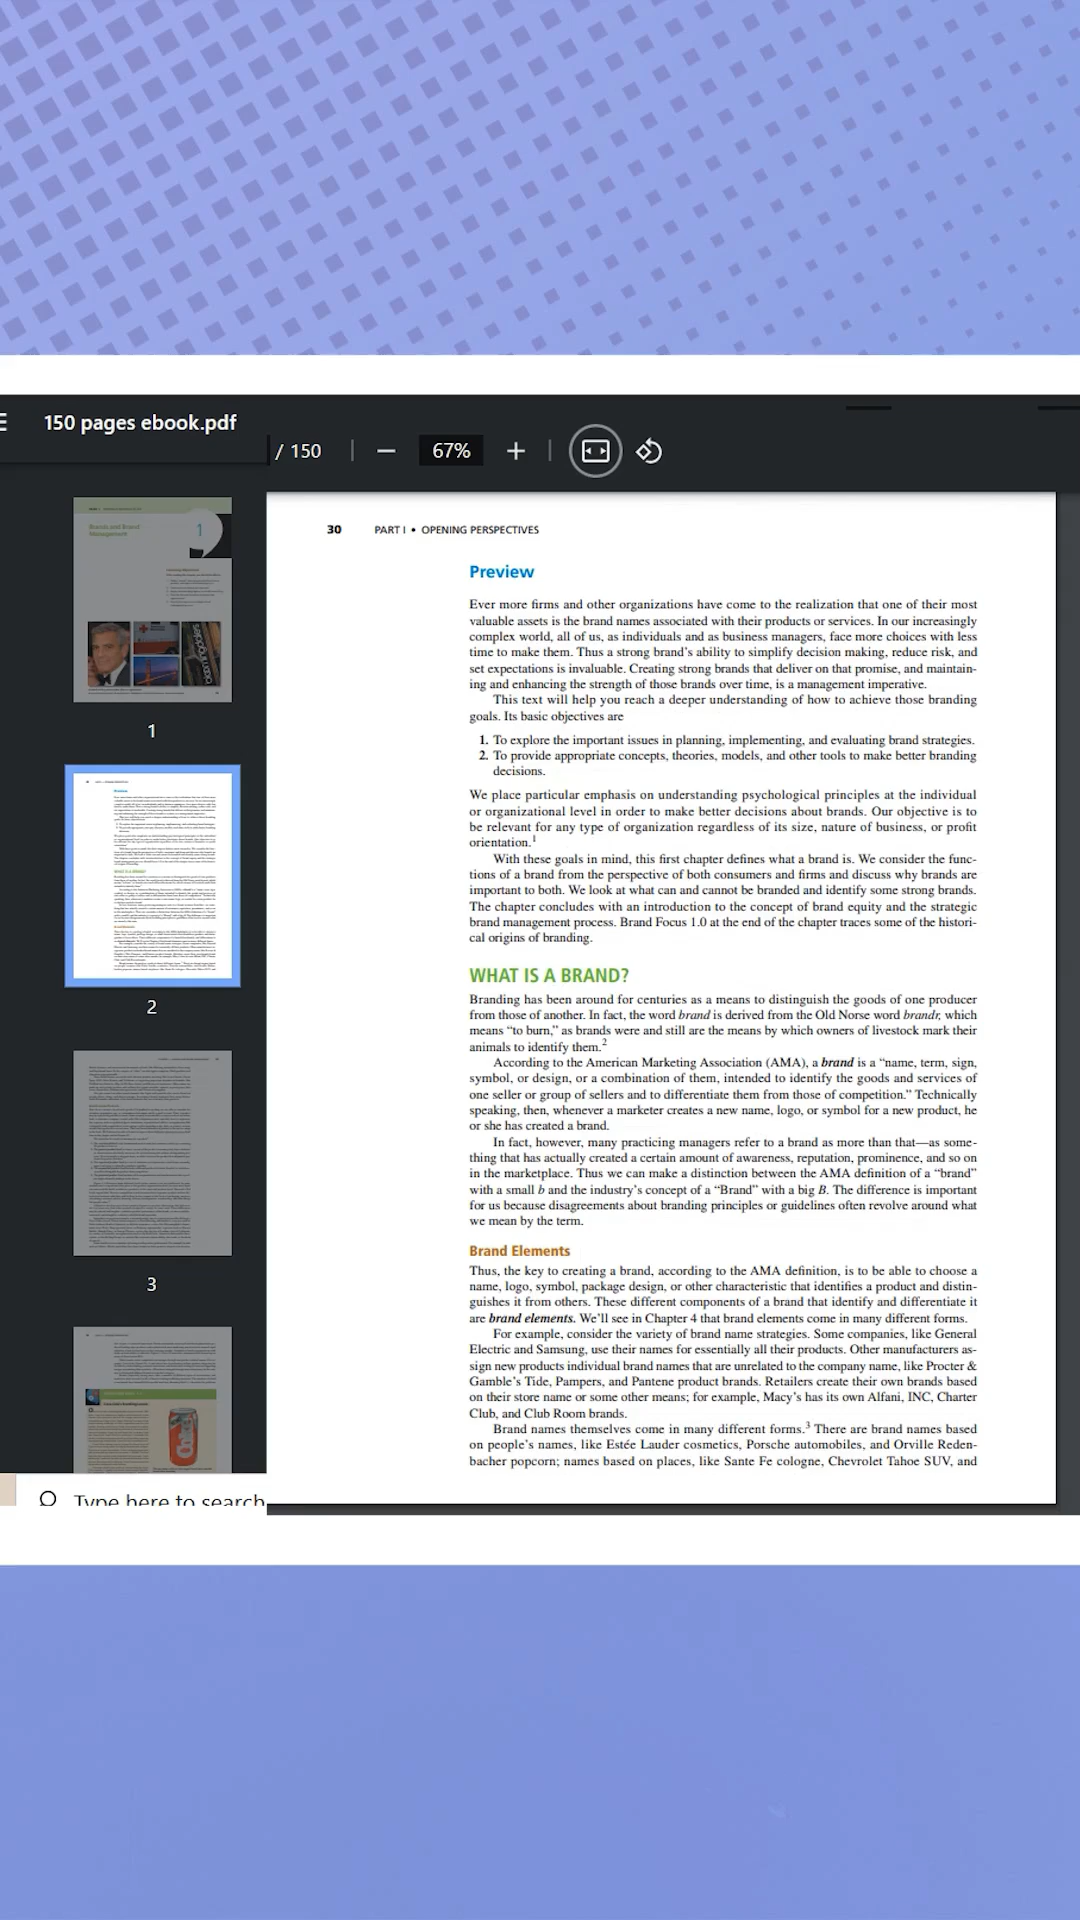 150 pages ebook.pdf
/ 150
67%
Brands and Brand
Management
1
1
2
3
30 PART I • OPENING PERSPECTIVES
Preview
Ever more firms and other organizations have come to the realization that one of their most
valuable assets is the brand names associated with their products or services. In our increasingly
complex world, all of us, as individuals and as business managers, face more choices with less
time to make them. Thus a strong brand's ability to simplify decision making, reduce risk, and
set expectations is invaluable. Creating strong brands that deliver on that promise, and maintain-
ing and enhancing the strength of those brands over time, is a management imperative.
This text will help you reach a deeper understanding of how to achieve those branding
goals. Its basic objectives are
1. To explore the important issues in planning, implementing, and evaluating brand strategies.
2. To provide appropriate concepts, theories, models, and other tools to make better branding
decisions.
We place particular emphasis on understanding psychological principles at the individual
or organizational level in order to make better decisions about brands. Our objective is to
be relevant for any type of organization regardless of its size, nature of business, or profit
orientation.1
With these goals in mind, this first chapter defines what a brand is. We consider the func-
tions of a brand from the perspective of both consumers and firms and discuss why brands are
important to both. We look at what can and cannot be branded and identify some strong brands.
The chapter concludes with an introduction to the concept of brand equity and the strategic
brand management process. Brand Focus 1.0 at the end of the chapter traces some of the histori-
cal origins of branding.
WHAT IS A BRAND?
Branding has been around for centuries as a means to distinguish the goods of one producer
from those of another. In fact, the word brand is derived from the Old Norse word brandr, which
means "to burn," as brands were and still are the means by which owners of livestock mark their
animals to identify them.2
According to the American Marketing Association (AMA), a brand is a "name, term, sign,
symbol, or design, or a combination of them, intended to identify the goods and services of
one seller or group of sellers and to differentiate them from those of competition." Technically
speaking, then, whenever a marketer creates a new name, logo, or symbol for a new product, he
or she has created a brand.
In fact, however, many practicing managers refer to a brand as more than that—as some-
thing that has actually created a certain amount of awareness, reputation, prominence, and so on
in the marketplace. Thus we can make a distinction between the AMA definition of a "brand"
with a small b and the industry's concept of a "Brand" with a big B. The difference is important
for us because disagreements about branding principles or guidelines often revolve around what
we mean by the term.
Brand Elements
Thus, the key to creating a brand, according to the AMA definition, is to be able to choose a
name, logo, symbol, package design, or other characteristic that identifies a product and distin-
guishes it from others. These different components of a brand that identify and differentiate it
are brand elements. We'll see in Chapter 4 that brand elements come in many different forms.
For example, consider the variety of brand name strategies. Some companies, like General
Electric and Samsung, use their names for essentially all their products. Other manufacturers as-
sign new products individual brand names that are unrelated to the company name, like Procter &
Gamble's Tide, Pampers, and Pantene product brands. Retailers create their own brands based
on their store name or some other means; for example, Macy's has its own Alfani, INC, Charter
Club, and Club Room brands.
Brand names themselves come in many different forms.3 There are brand names based
on people's names, like Estée Lauder cosmetics, Porsche automobiles, and Orville Reden-
bacher popcorn; names based on places, like Sante Fe cologne, Chevrolet Tahoe SUV, and
Type here to search